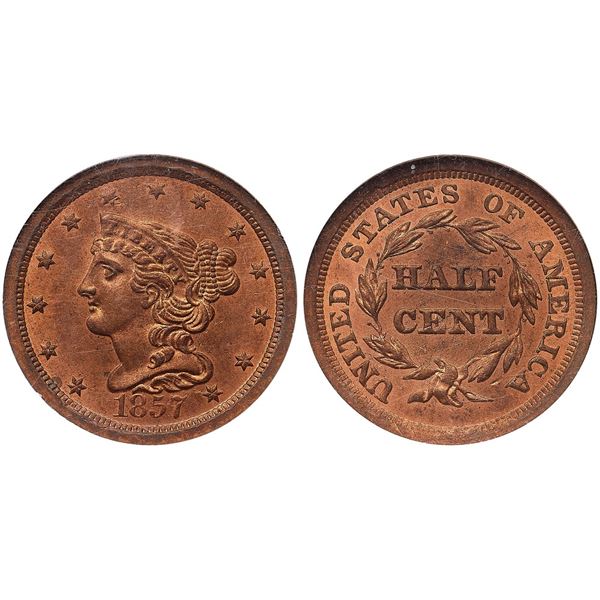 1857
UNITED STATES OF AMERICA
HALF
CENT